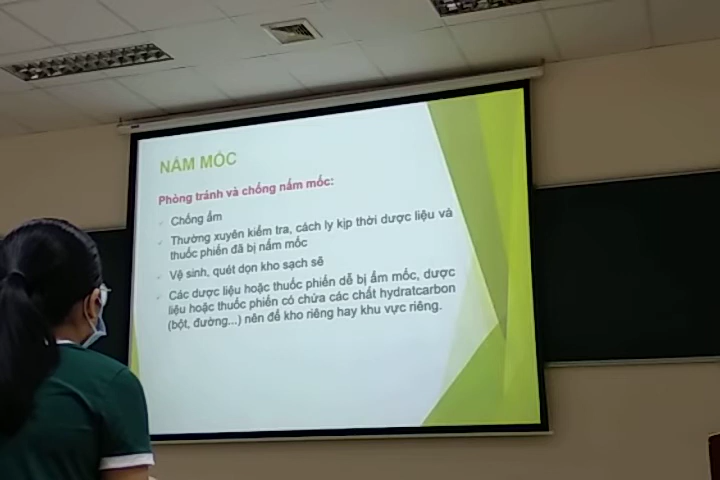 NẤM MỐC
Phòng tránh và chống nấm mốc:
Chống ẩm
Thường xuyên kiểm tra, cách ly kịp thời dược liệu và
thuốc phiến đã bị nấm mốc
Vệ sinh, quét dọn kho sạch sẽ
Các dược liệu hoặc thuốc phiến dễ bị ẩm mốc, dược
liệu hoặc thuốc phiến có chứa các chất hydratcarbon
(bột, đường...) nên để kho riêng hay khu vực riêng.